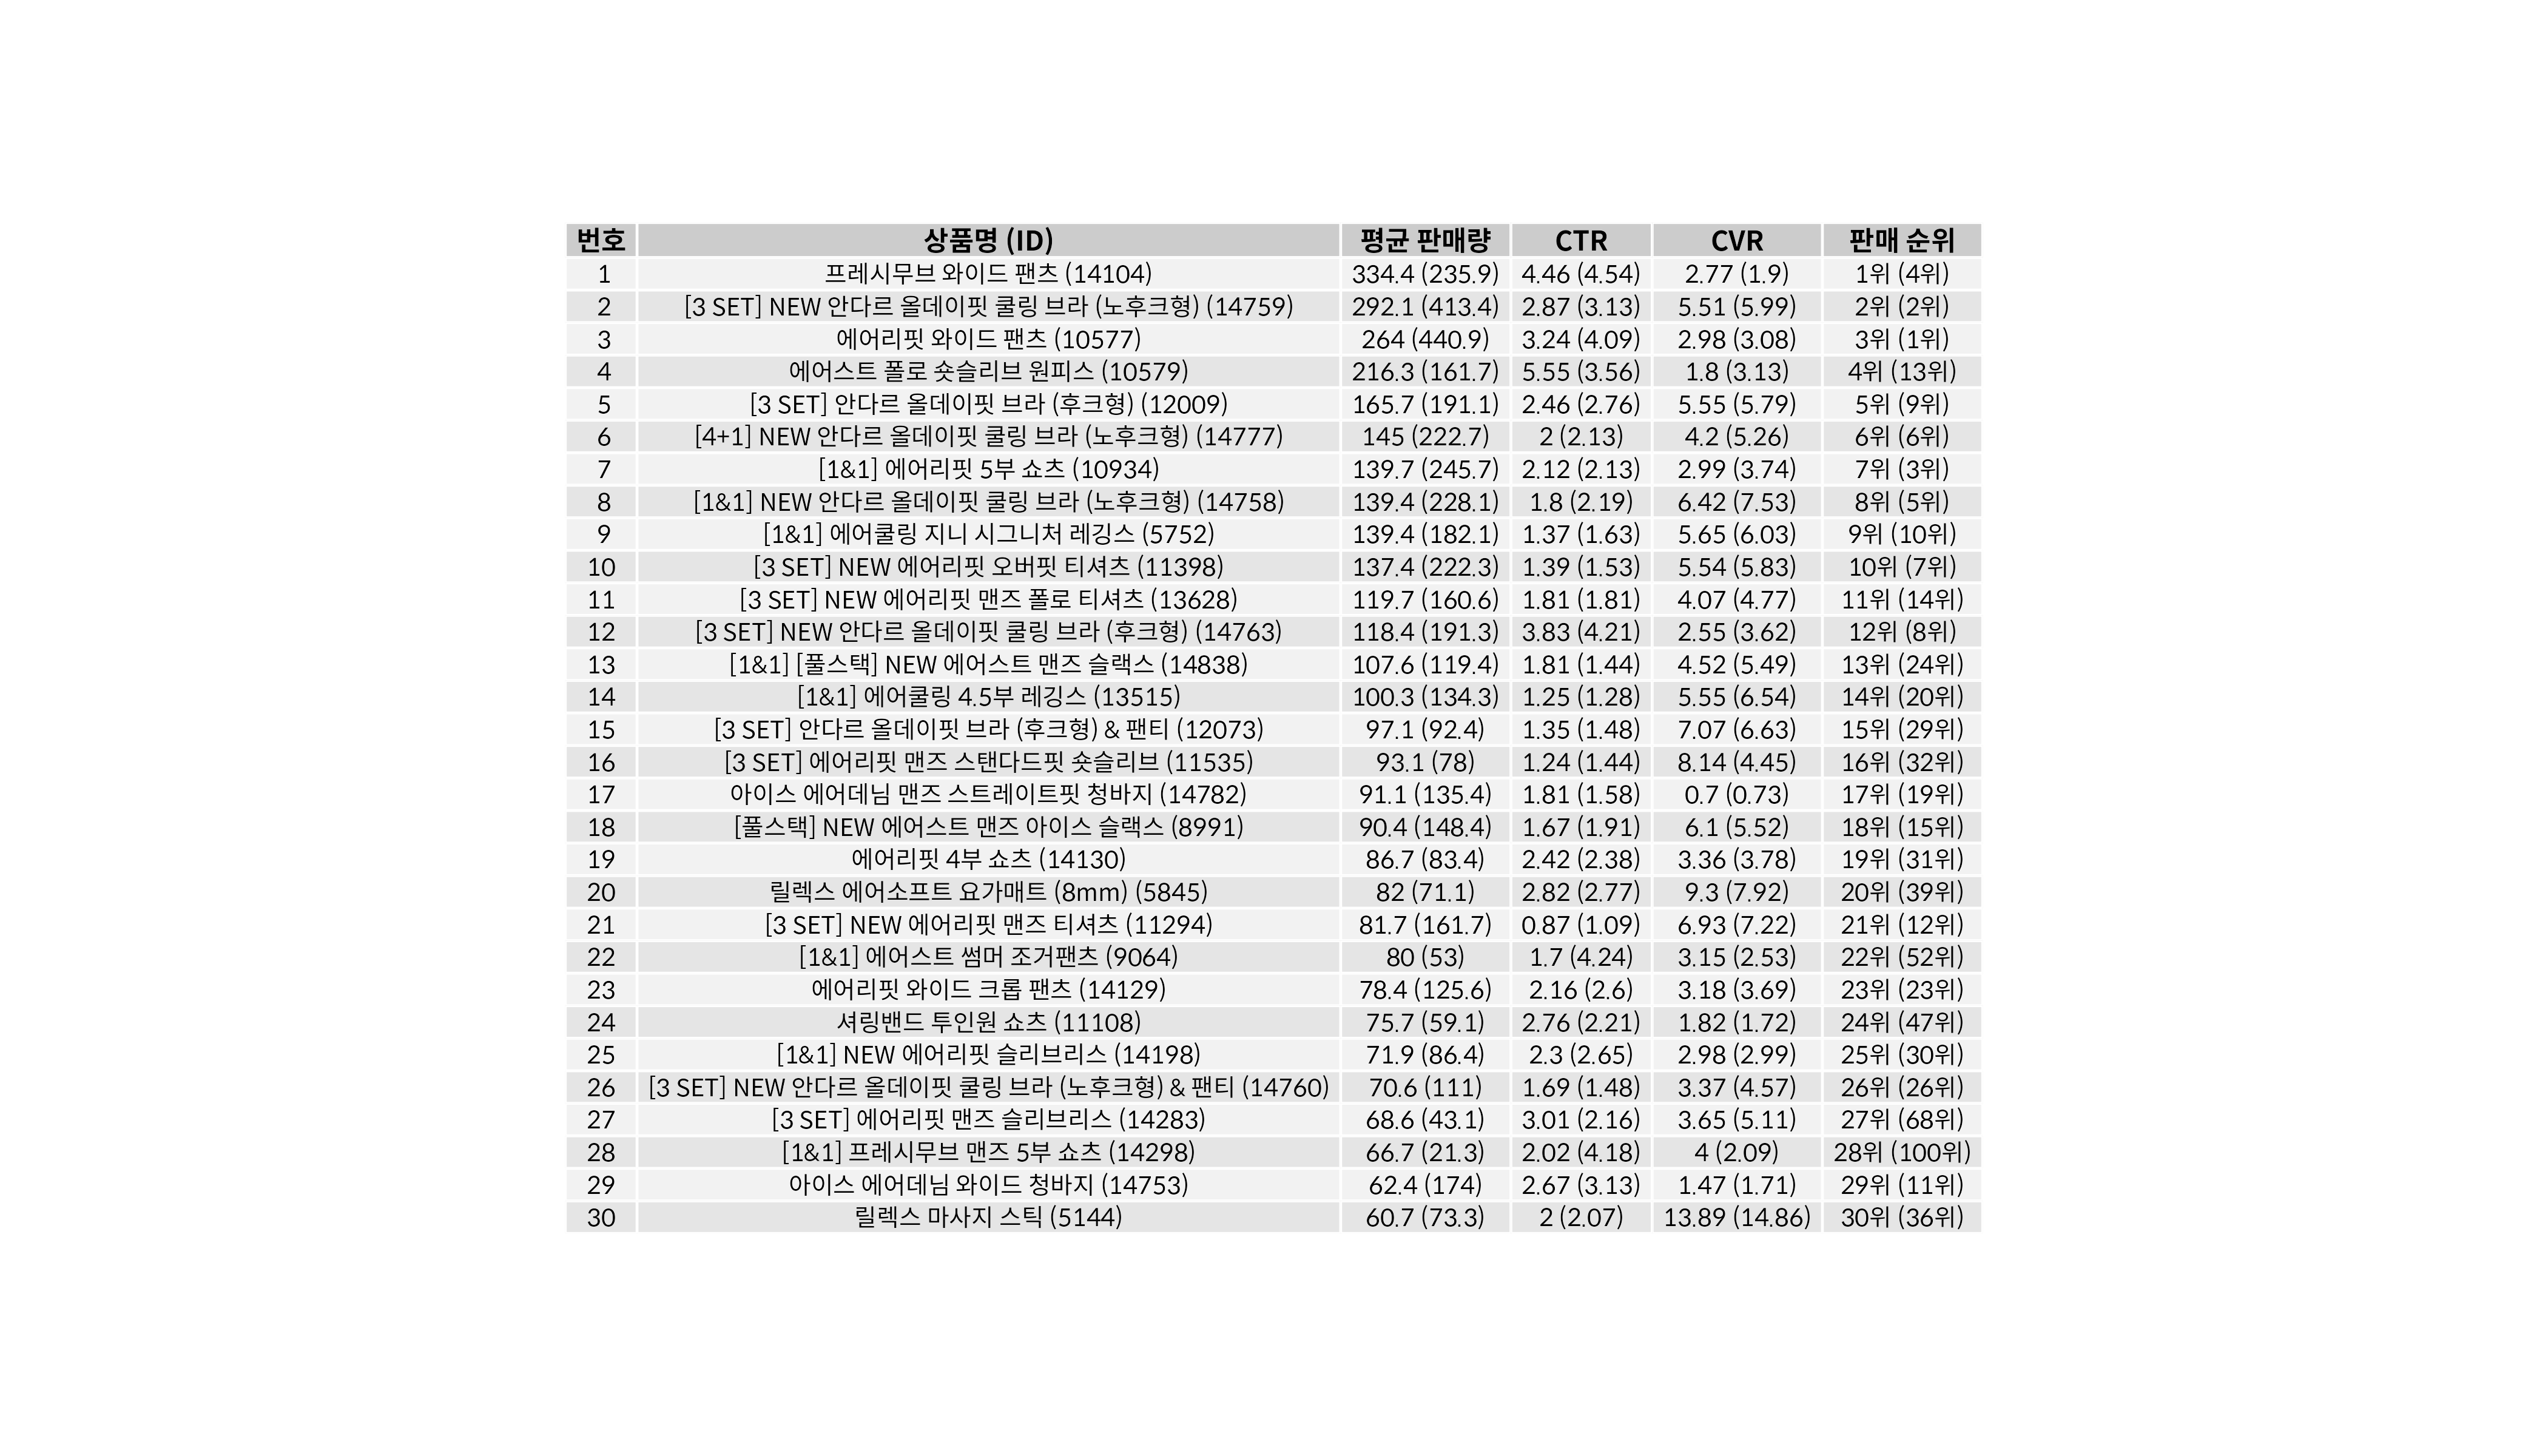 번호 상품명 (ID) 평균 판매량 CTR CVR 판매 순위
1 프레시무브 와이드 팬츠 (14104) 334.4 (235.9) 4.46 (4.54) 2.77 (1.9) 1위 (4위)
2 [3 SET] NEW 안다르 올데이핏 쿨링 브라 (노후크형) (14759) 292.1 (413.4) 2.87 (3.13) 5.51 (5.99) 2위 (2위)
3 에어리핏 와이드 팬츠 (10577) 264 (440.9) 3.24 (4.09) 2.98 (3.08) 3위 (1위)
4 에어스트 폴로 숏슬리브 원피스 (10579) 216.3 (161.7) 5.55 (3.56) 1.8 (3.13) 4위 (13위)
5 [3 SET] 안다르 올데이핏 브라 (후크형) (12009) 165.7 (191.1) 2.46 (2.76) 5.55 (5.79) 5위 (9위)
6 [4+1] NEW 안다르 올데이핏 쿨링 브라 (노후크형) (14777) 145 (222.7) 2 (2.13) 4.2 (5.26) 6위 (6위)
7 [1&1] 에어리핏 5부 쇼츠 (10934) 139.7 (245.7) 2.12 (2.13) 2.99 (3.74) 7위 (3위)
8 [1&1] NEW 안다르 올데이핏 쿨링 브라 (노후크형) (14758) 139.4 (228.1) 1.8 (2.19) 6.42 (7.53) 8위 (5위)
9 [1&1] 에어쿨링 지니 시그니처 레깅스 (5752) 139.4 (182.1) 1.37 (1.63) 5.65 (6.03) 9위 (10위)
10 [3 SET] NEW 에어리핏 오버핏 티셔츠 (11398) 137.4 (222.3) 1.39 (1.53) 5.54 (5.83) 10위 (7위)
11 [3 SET] NEW 에어리핏 맨즈 폴로 티셔츠 (13628) 119.7 (160.6) 1.81 (1.81) 4.07 (4.77) 11위 (14위)
12 [3 SET] NEW 안다르 올데이핏 쿨링 브라 (후크형) (14763) 118.4 (191.3) 3.83 (4.21) 2.55 (3.62) 12위 (8위)
13 [1&1] [풀스택] NEW 에어스트 맨즈 슬랙스 (14838) 107.6 (119.4) 1.81 (1.44) 4.52 (5.49) 13위 (24위)
14 [1&1] 에어쿨링 4.5부 레깅스 (13515) 100.3 (134.3) 1.25 (1.28) 5.55 (6.54) 14위 (20위)
15 [3 SET] 안다르 올데이핏 브라 (후크형) & 팬티 (12073) 97.1 (92.4) 1.35 (1.48) 7.07 (6.63) 15위 (29위)
16 [3 SET] 에어리핏 맨즈 스탠다드핏 숏슬리브 (11535) 93.1 (78) 1.24 (1.44) 8.14 (4.45) 16위 (32위)
17 아이스 에어데님 맨즈 스트레이트핏 청바지 (14782) 91.1 (135.4) 1.81 (1.58) 0.7 (0.73) 17위 (19위)
18 [풀스택] NEW 에어스트 맨즈 아이스 슬랙스 (8991) 90.4 (148.4) 1.67 (1.91) 6.1 (5.52) 18위 (15위)
19 에어리핏 4부 쇼츠 (14130) 86.7 (83.4) 2.42 (2.38) 3.36 (3.78) 19위 (31위)
20 릴렉스 에어소프트 요가매트 (8mm) (5845) 82 (71.1) 2.82 (2.77) 9.3 (7.92) 20위 (39위)
21 [3 SET] NEW 에어리핏 맨즈 티셔츠 (11294) 81.7 (161.7) 0.87 (1.09) 6.93 (7.22) 21위 (12위)
22 [1&1] 에어스트 썸머 조거팬츠 (9064) 80 (53) 1.7 (4.24) 3.15 (2.53) 22위 (52위)
23 에어리핏 와이드 크롭 팬츠 (14129) 78.4 (125.6) 2.16 (2.6) 3.18 (3.69) 23위 (23위)
24 셔링밴드 투인원 쇼츠 (11108) 75.7 (59.1) 2.76 (2.21) 1.82 (1.72) 24위 (47위)
25 [1&1] NEW 에어리핏 슬리브리스 (14198) 71.9 (86.4) 2.3 (2.65) 2.98 (2.99) 25위 (30위)
26 [3 SET] NEW 안다르 올데이핏 쿨링 브라 (노후크형) & 팬티 (14760) 70.6 (111) 1.69 (1.48) 3.37 (4.57) 26위 (26위)
27 [3 SET] 에어리핏 맨즈 슬리브리스 (14283) 68.6 (43.1) 3.01 (2.16) 3.65 (5.11) 27위 (68위)
28 [1&1] 프레시무브 맨즈 5부 쇼츠 (14298) 66.7 (21.3) 2.02 (4.18) 4 (2.09) 28위 (100위)
29 아이스 에어데님 와이드 청바지 (14753) 62.4 (174) 2.67 (3.13) 1.47 (1.71) 29위 (11위)
30 릴렉스 마사지 스틱 (5144) 60.7 (73.3) 2 (2.07) 13.89 (14.86) 30위 (36위)